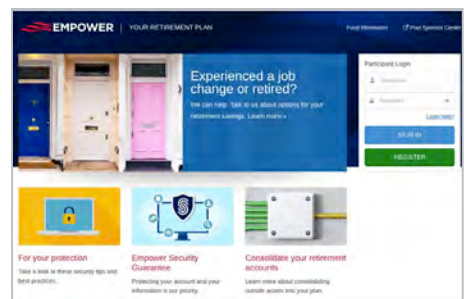 EMPOWER | YOUR RETIREMENT PLAN
Fund Information
Plan Sponsor Center
Experienced a job
change or retired?
We can help. Talk to us about options for your
retirement savings. Learn more »
Participant Login
Username
Password
Login help?
SIGN IN
REGISTER
For your protection
Take a look at these security tips and
best practices.
Empower Security
Guarantee
Protecting your account and your
information is our priority.
Consolidate your retirement
accounts
Learn more about consolidating
outside assets into your plan.